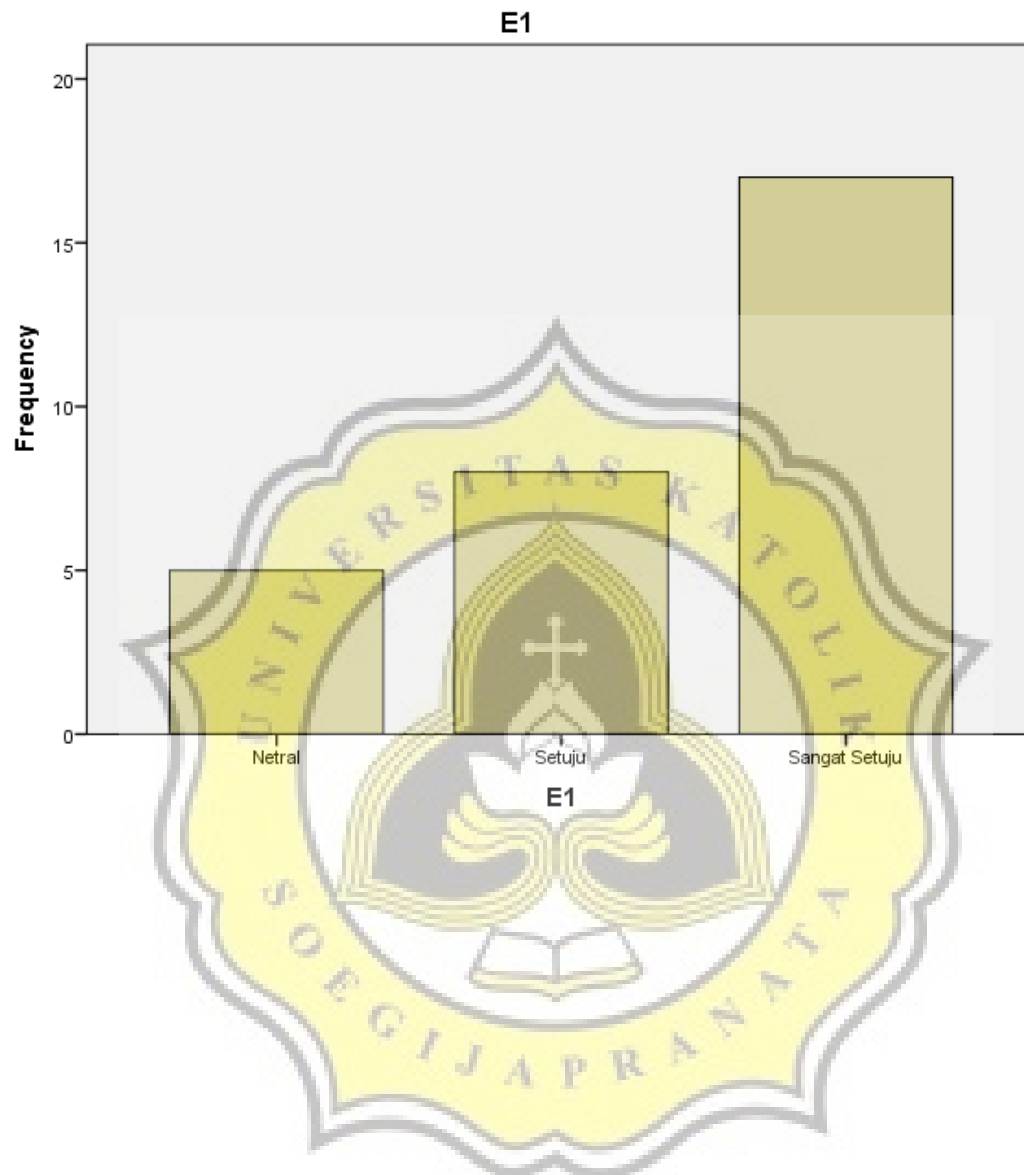 E1
20
15
10
5
0
Frequency
Netral
Setuju
Sangat Setuju
E1
UNIVERSITAS KATOLIK
SOEGIJAPRANATA